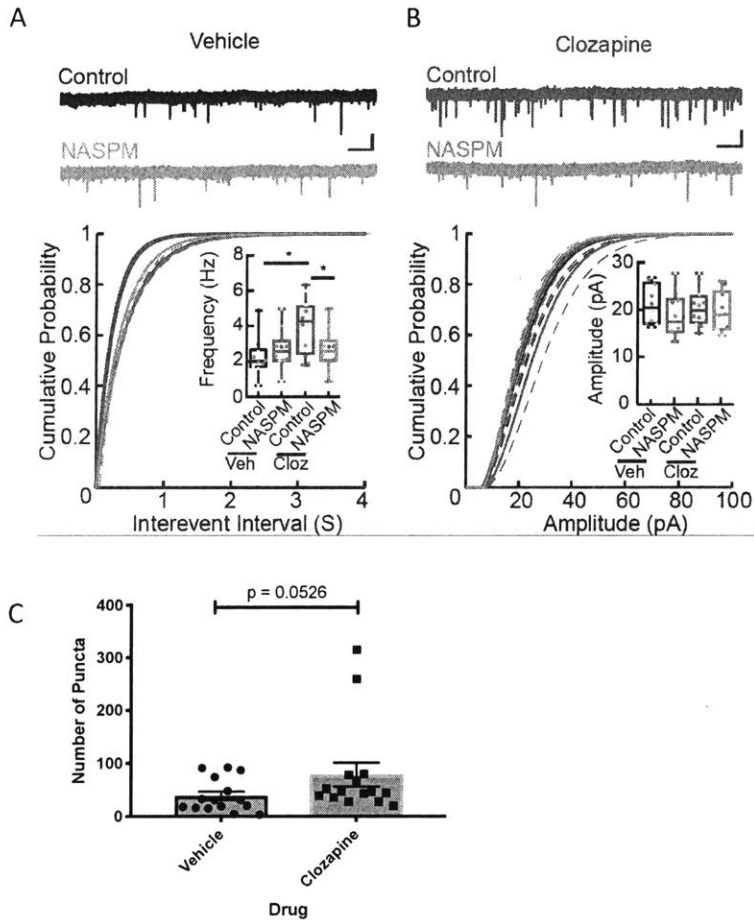 A
Vehicle
Control
NASPM
Cumulative Probability
1
0.8
0.6
0.4
0.2
0
1
2
3
4
Interevent Interval (S)
Frequency (Hz)
8
6
4
2
0
*
*
Control
NASPM
Control
NASPM
Veh
Cloz
B
Clozapine
Control
NASPM
Cumulative Probability
1
0.8
0.6
0.4
0.2
0
20
40
60
80
100
Amplitude (pA)
Amplitude (pA)
30
20
10
0
Control
NASPM
Control
NASPM
Veh
Cloz
C
p = 0.0526
Number of Puncta
400
300
200
100
0
Vehicle
Clozapine
Drug